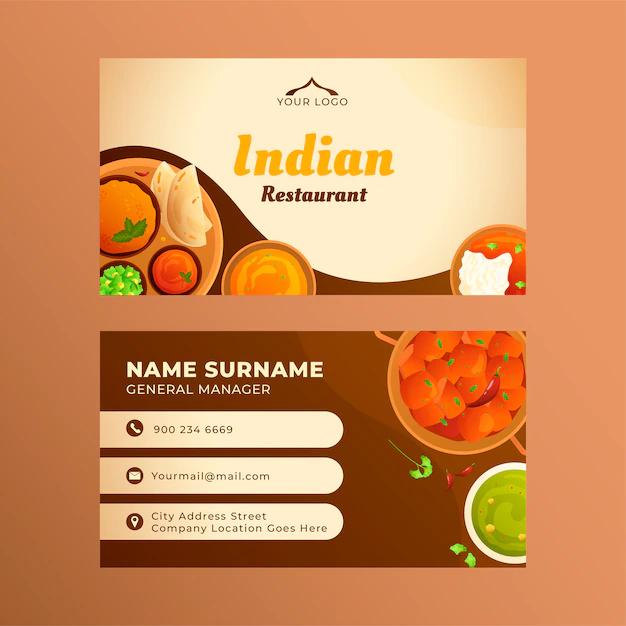 YOUR LOGO
Indian
Restaurant
NAME SURNAME
GENERAL MANAGER
900 234 6669
Yourmail@mail.com
City Address Street
Company Location Goes Here